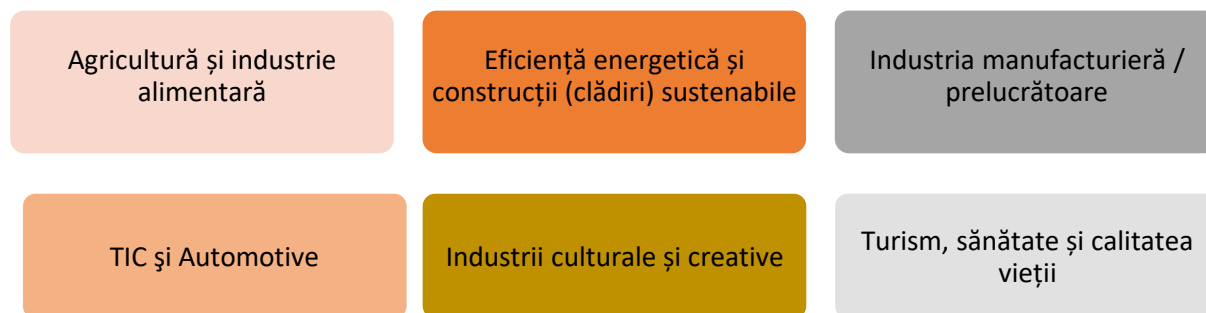 Agricultură și industrie
alimentară
Eficiență energetică și
construcții (clădiri) sustenabile
Industria manufacturieră /
prelucrătoare
TIC şi Automotive
Industrii culturale și creative
Turism, sănătate și calitatea
vieții